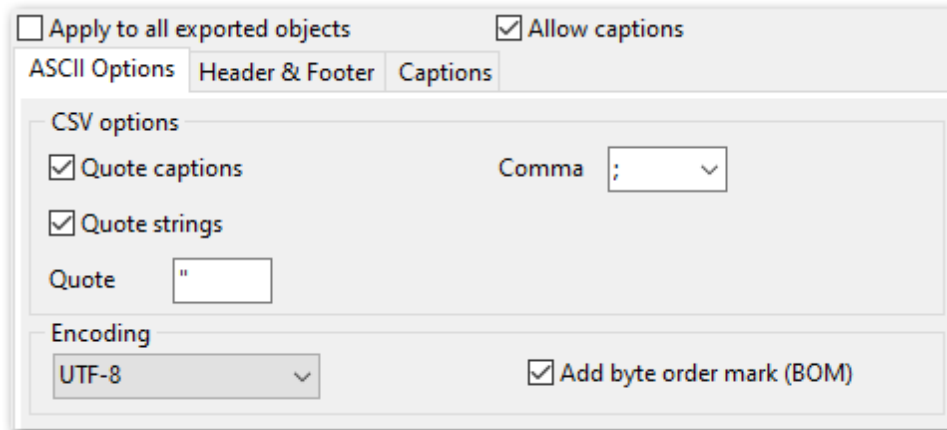 Apply to all exported objects Allow captions
ASCII Options Header & Footer Captions
CSV options
Quote captions Comma ;
Quote strings
Quote "
Encoding
UTF-8 Add byte order mark (BOM)